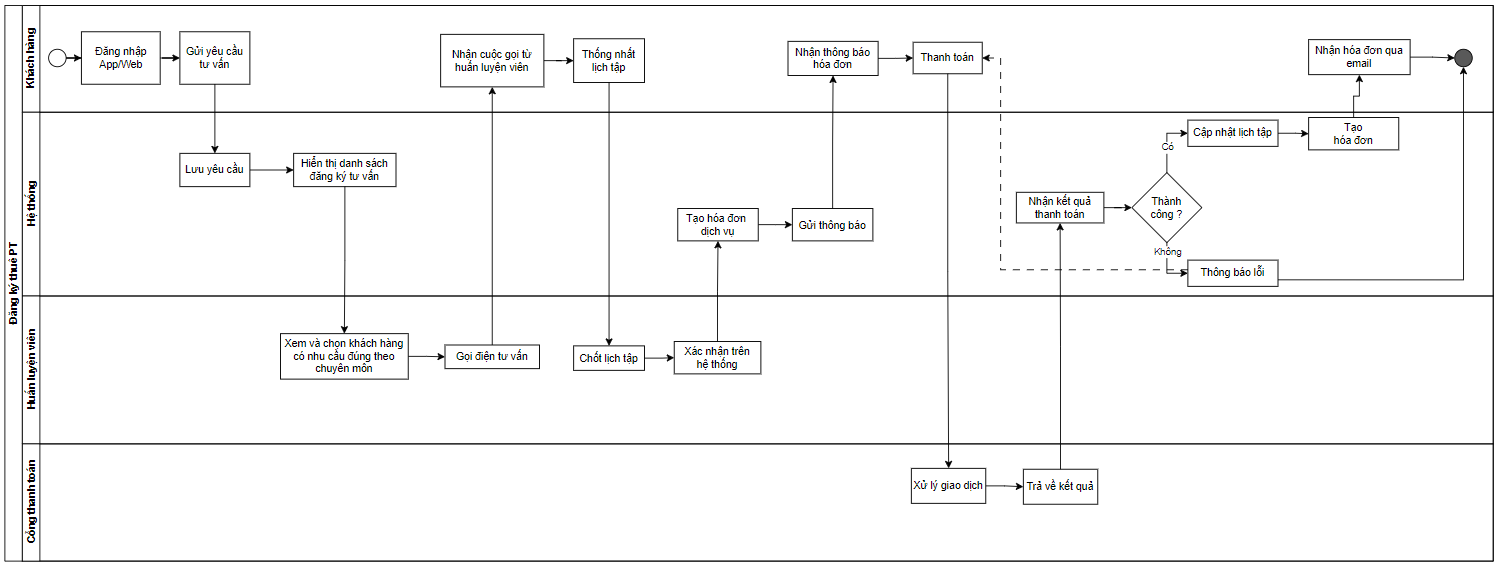 Đăng ký thuê PT
Khách hàng
Đăng nhập
App/Web
Gửi yêu cầu
tư vấn
Nhận cuộc gọi từ
huấn luyện viên
Thống nhất
lịch tập
Nhận thông báo
hóa đơn
Thanh toán
Nhận hóa đơn qua
email
Hệ thống
Lưu yêu cầu
Hiển thị danh sách
đăng ký tư vấn
Tạo hóa đơn
dịch vụ
Gửi thông báo
Nhận kết quả
thanh toán
Thành
công ?
Có
Cập nhật lịch tập
Tạo
hóa đơn
Không
Thông báo lỗi
Huấn luyện viên
Xem và chọn khách hàng
có nhu cầu đúng theo
chuyên môn
Gọi điện tư vấn
Chốt lịch tập
Xác nhận trên
hệ thống
Cổng thanh toán
Xử lý giao dịch
Trả về kết quả